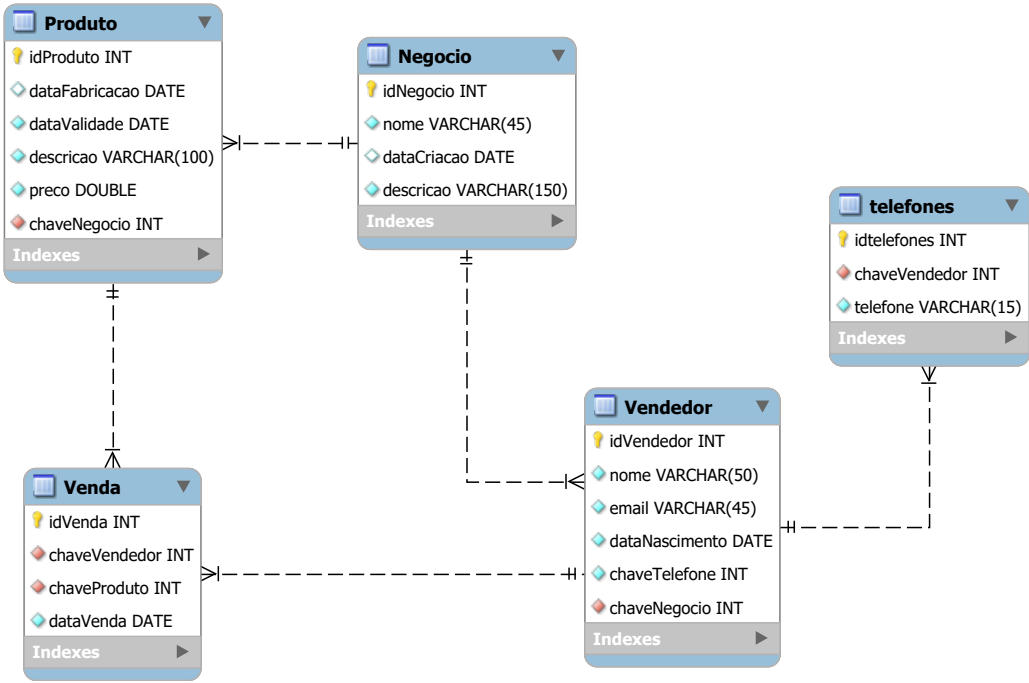 Produto
idProduto INT
dataFabricacao DATE
dataValidade DATE
descricao VARCHAR(100)
preco DOUBLE
chaveNegocio INT
Indexes
Negocio
idNegocio INT
nome VARCHAR(45)
dataCriacao DATE
descricao VARCHAR(150)
Indexes
telefones
idtelefones INT
chaveVendedor INT
telefone VARCHAR(15)
Indexes
Venda
idVenda INT
chaveVendedor INT
chaveProduto INT
dataVenda DATE
Indexes
Vendedor
idVendedor INT
nome VARCHAR(50)
email VARCHAR(45)
dataNascimento DATE
chaveTelefone INT
chaveNegocio INT
Indexes